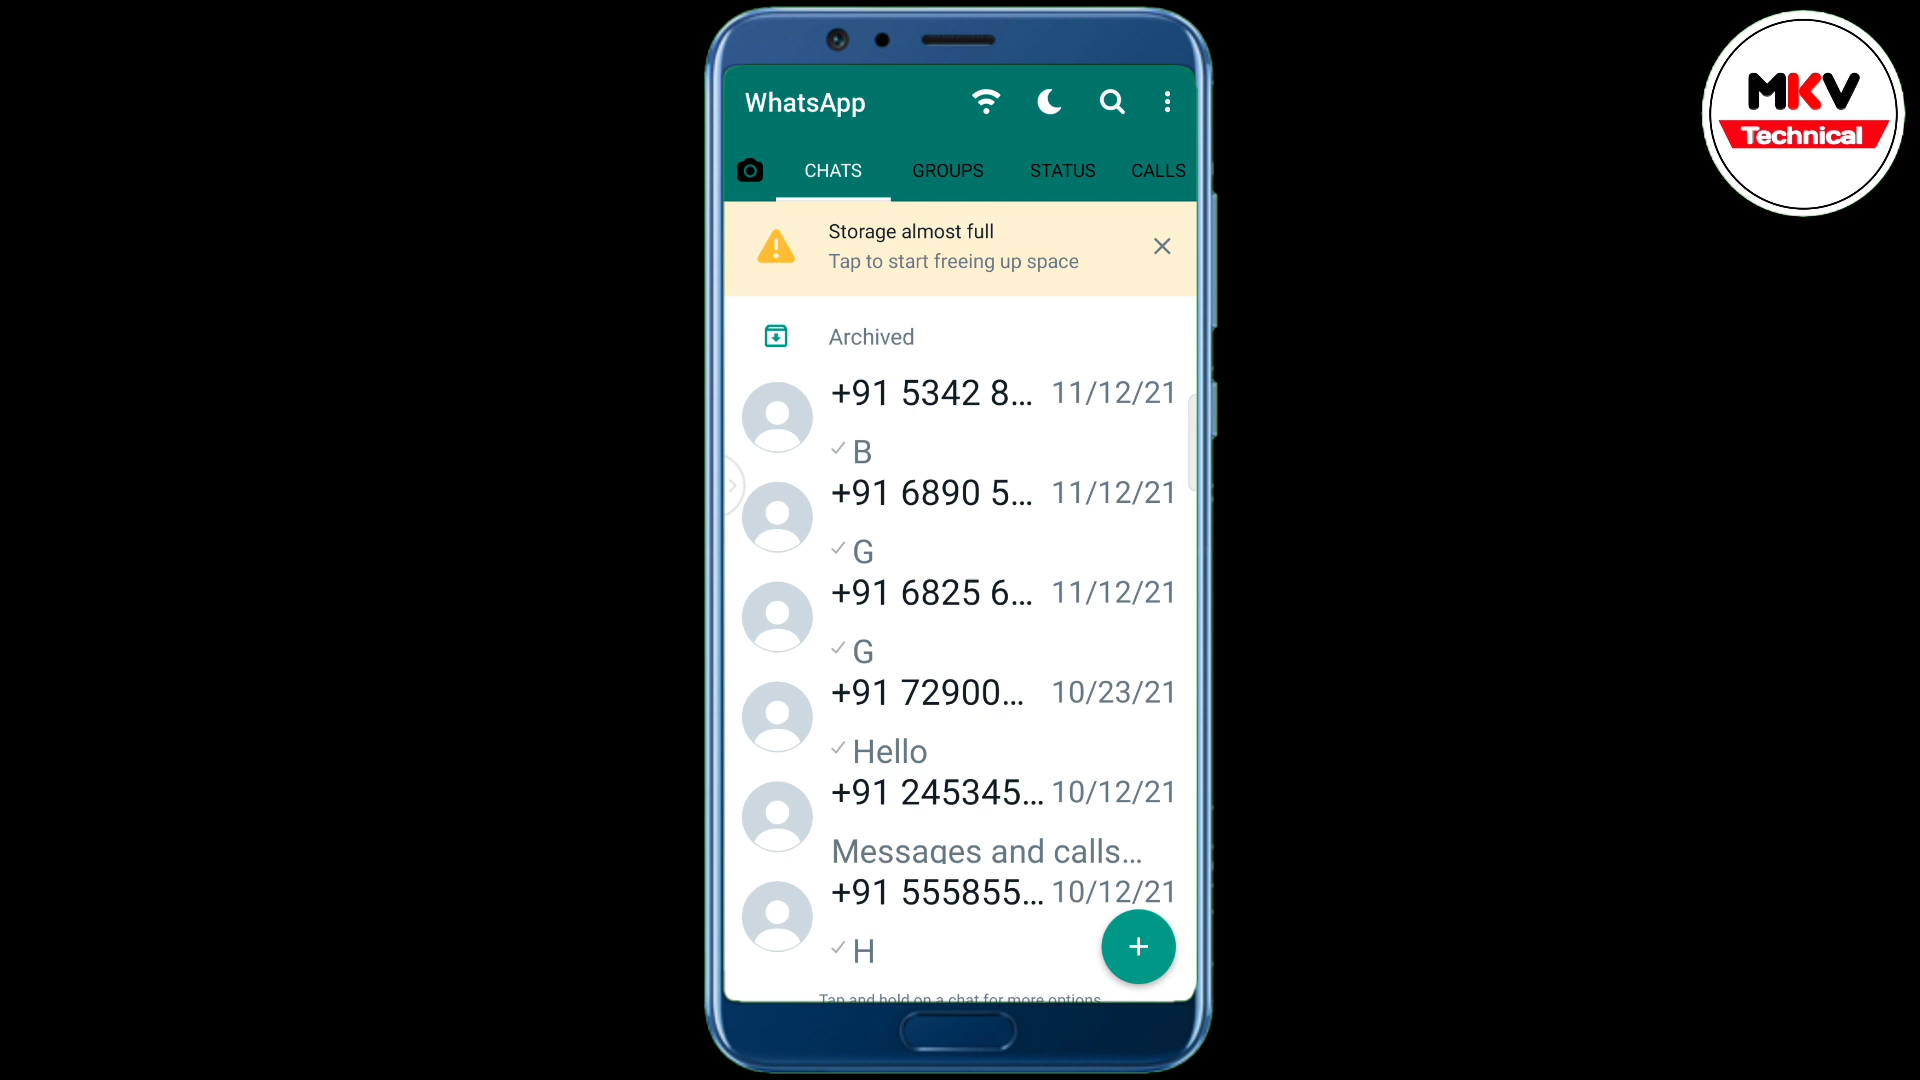 WhatsApp
CHATS GROUPS STATUS CALLS
Storage almost full
Tap to start freeing up space
Archived
+91 5342 8... 11/12/21
B
+91 6890 5... 11/12/21
G
+91 6825 6... 11/12/21
G
+91 72900... 10/23/21
Hello
+91 245345... 10/12/21
Messages and calls...
+91 555855... 10/12/21
H
Tap and hold on a chat for more options
MKV
Technical